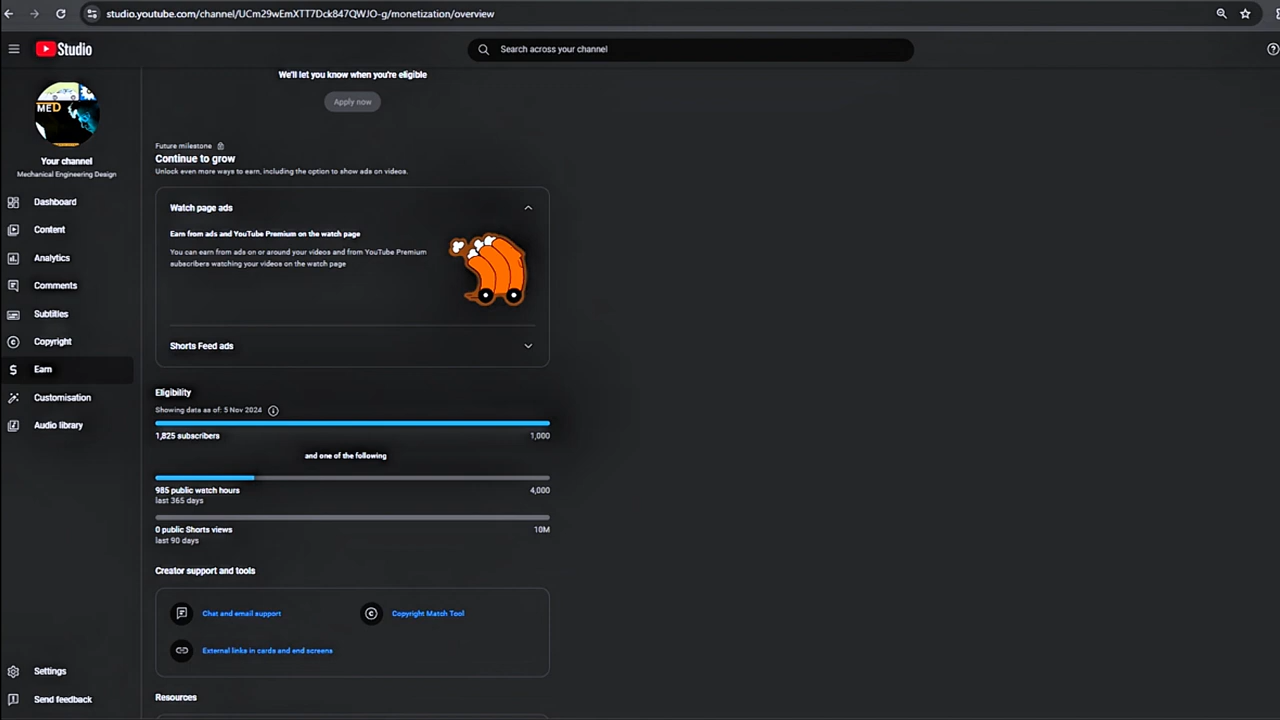 studio.youtube.com/channel/UCm29wEmXTT7Dck847QWJO-g/monetization/overview
Studio
Search across your channel
MED
Your channel
Mechanical Engineering Design
Dashboard
Content
Analytics
Comments
Subtitles
Copyright
Earn
Customisation
Audio library
Settings
Send feedback
We'll let you know when you're eligible
Apply now
Future milestone
Continue to grow
Unlock even more ways to earn, including the option to show ads on videos.
Watch page ads
Earn from ads and YouTube Premium on the watch page
You can earn from ads on or around your videos and from YouTube Premium
subscribers watching your videos on the watch page
Shorts Feed ads
Eligibility
Showing data as of: 5 Nov 2024
1,825 subscribers 1,000
and one of the following
985 public watch hours 4,000
last 365 days
0 public Shorts views 10M
last 90 days
Creator support and tools
Chat and email support Copyright Match Tool
External links in cards and end screens
Resources